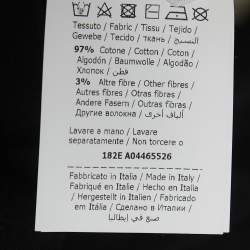 Tessuto / Fabric / Tissu / Tejido /
Gewebe / Tecido / ткань / النسيج
97% Cotone / Cotton / Coton /
Algodón / Baumwolle / Algodão /
Хлопок / قطن
3% Altre fibre / Other fibres /
Autres fibres / Otras fibras /
Andere Fasern / Outras fibras /
Другие волокна / ألياف أخرى
Lavare a mano / Lavare
separatamente / Non torcere o
182E A04465526
Fabbricato in Italia / Made in Italy /
Fabriqué en Italie / Hecho en Italia
/ Hergestellt in Italien / Fabricado
em Itália / Сделано в Италии /
صنع في إيطاليا